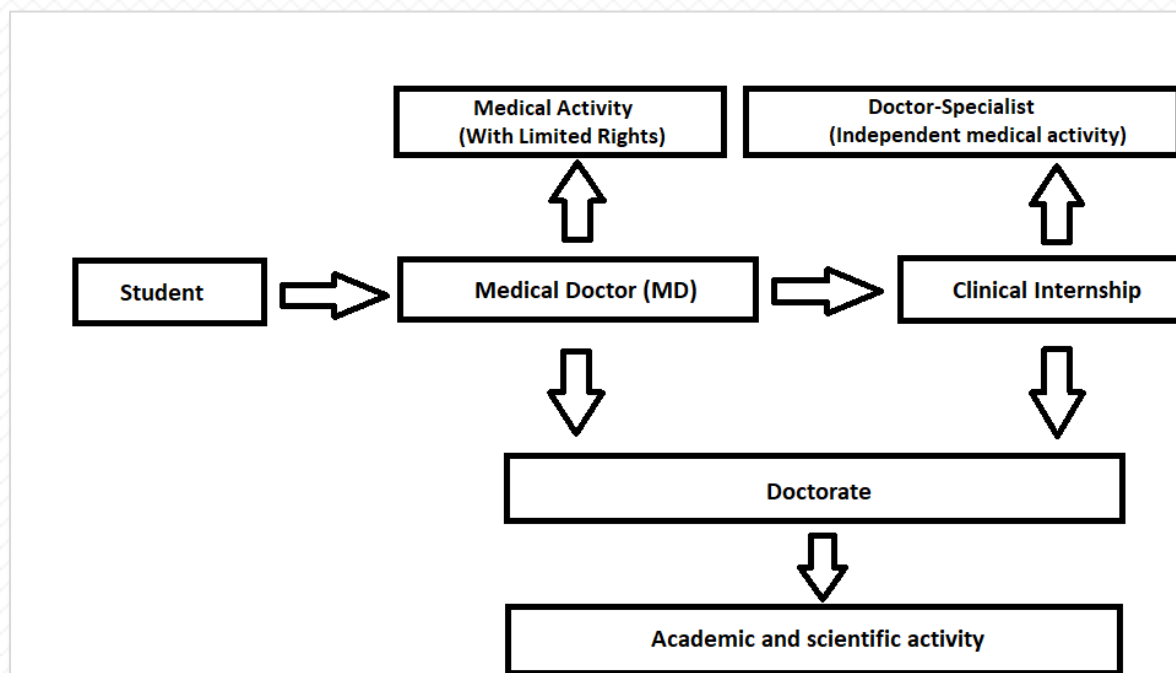 Medical Activity
(With Limited Rights)
Doctor-Specialist
(Independent medical activity)
Student
Medical Doctor (MD)
Clinical Internship
Doctorate
Academic and scientific activity